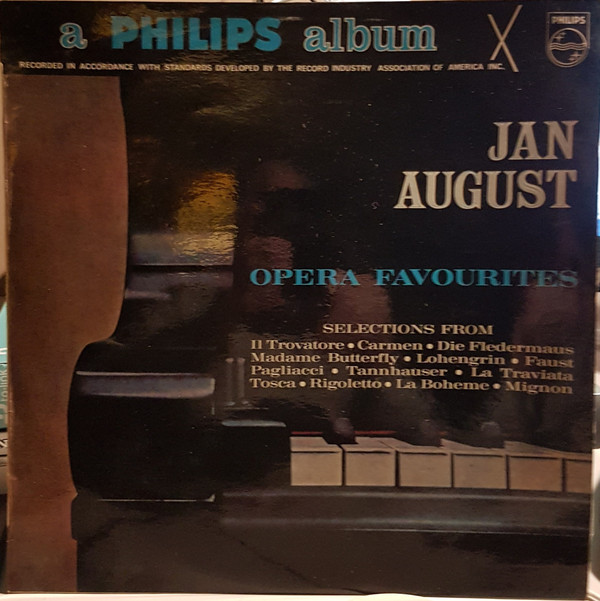 a PHILIPS album
PHILIPS
RECORDED IN ACCORDANCE WITH STANDARDS DEVELOPED BY THE RECORD INDUSTRY ASSOCIATION OF AMERICA INC.
JAN
AUGUST
OPERA FAVOURITES
SELECTIONS FROM
Il Trovatore • Carmen • Die Fledermaus
Madame Butterfly • Lohengrin • Faust
Pagliacci • Tannhauser • La Traviata
Tosca • Rigoletto • La Boheme • Mignon